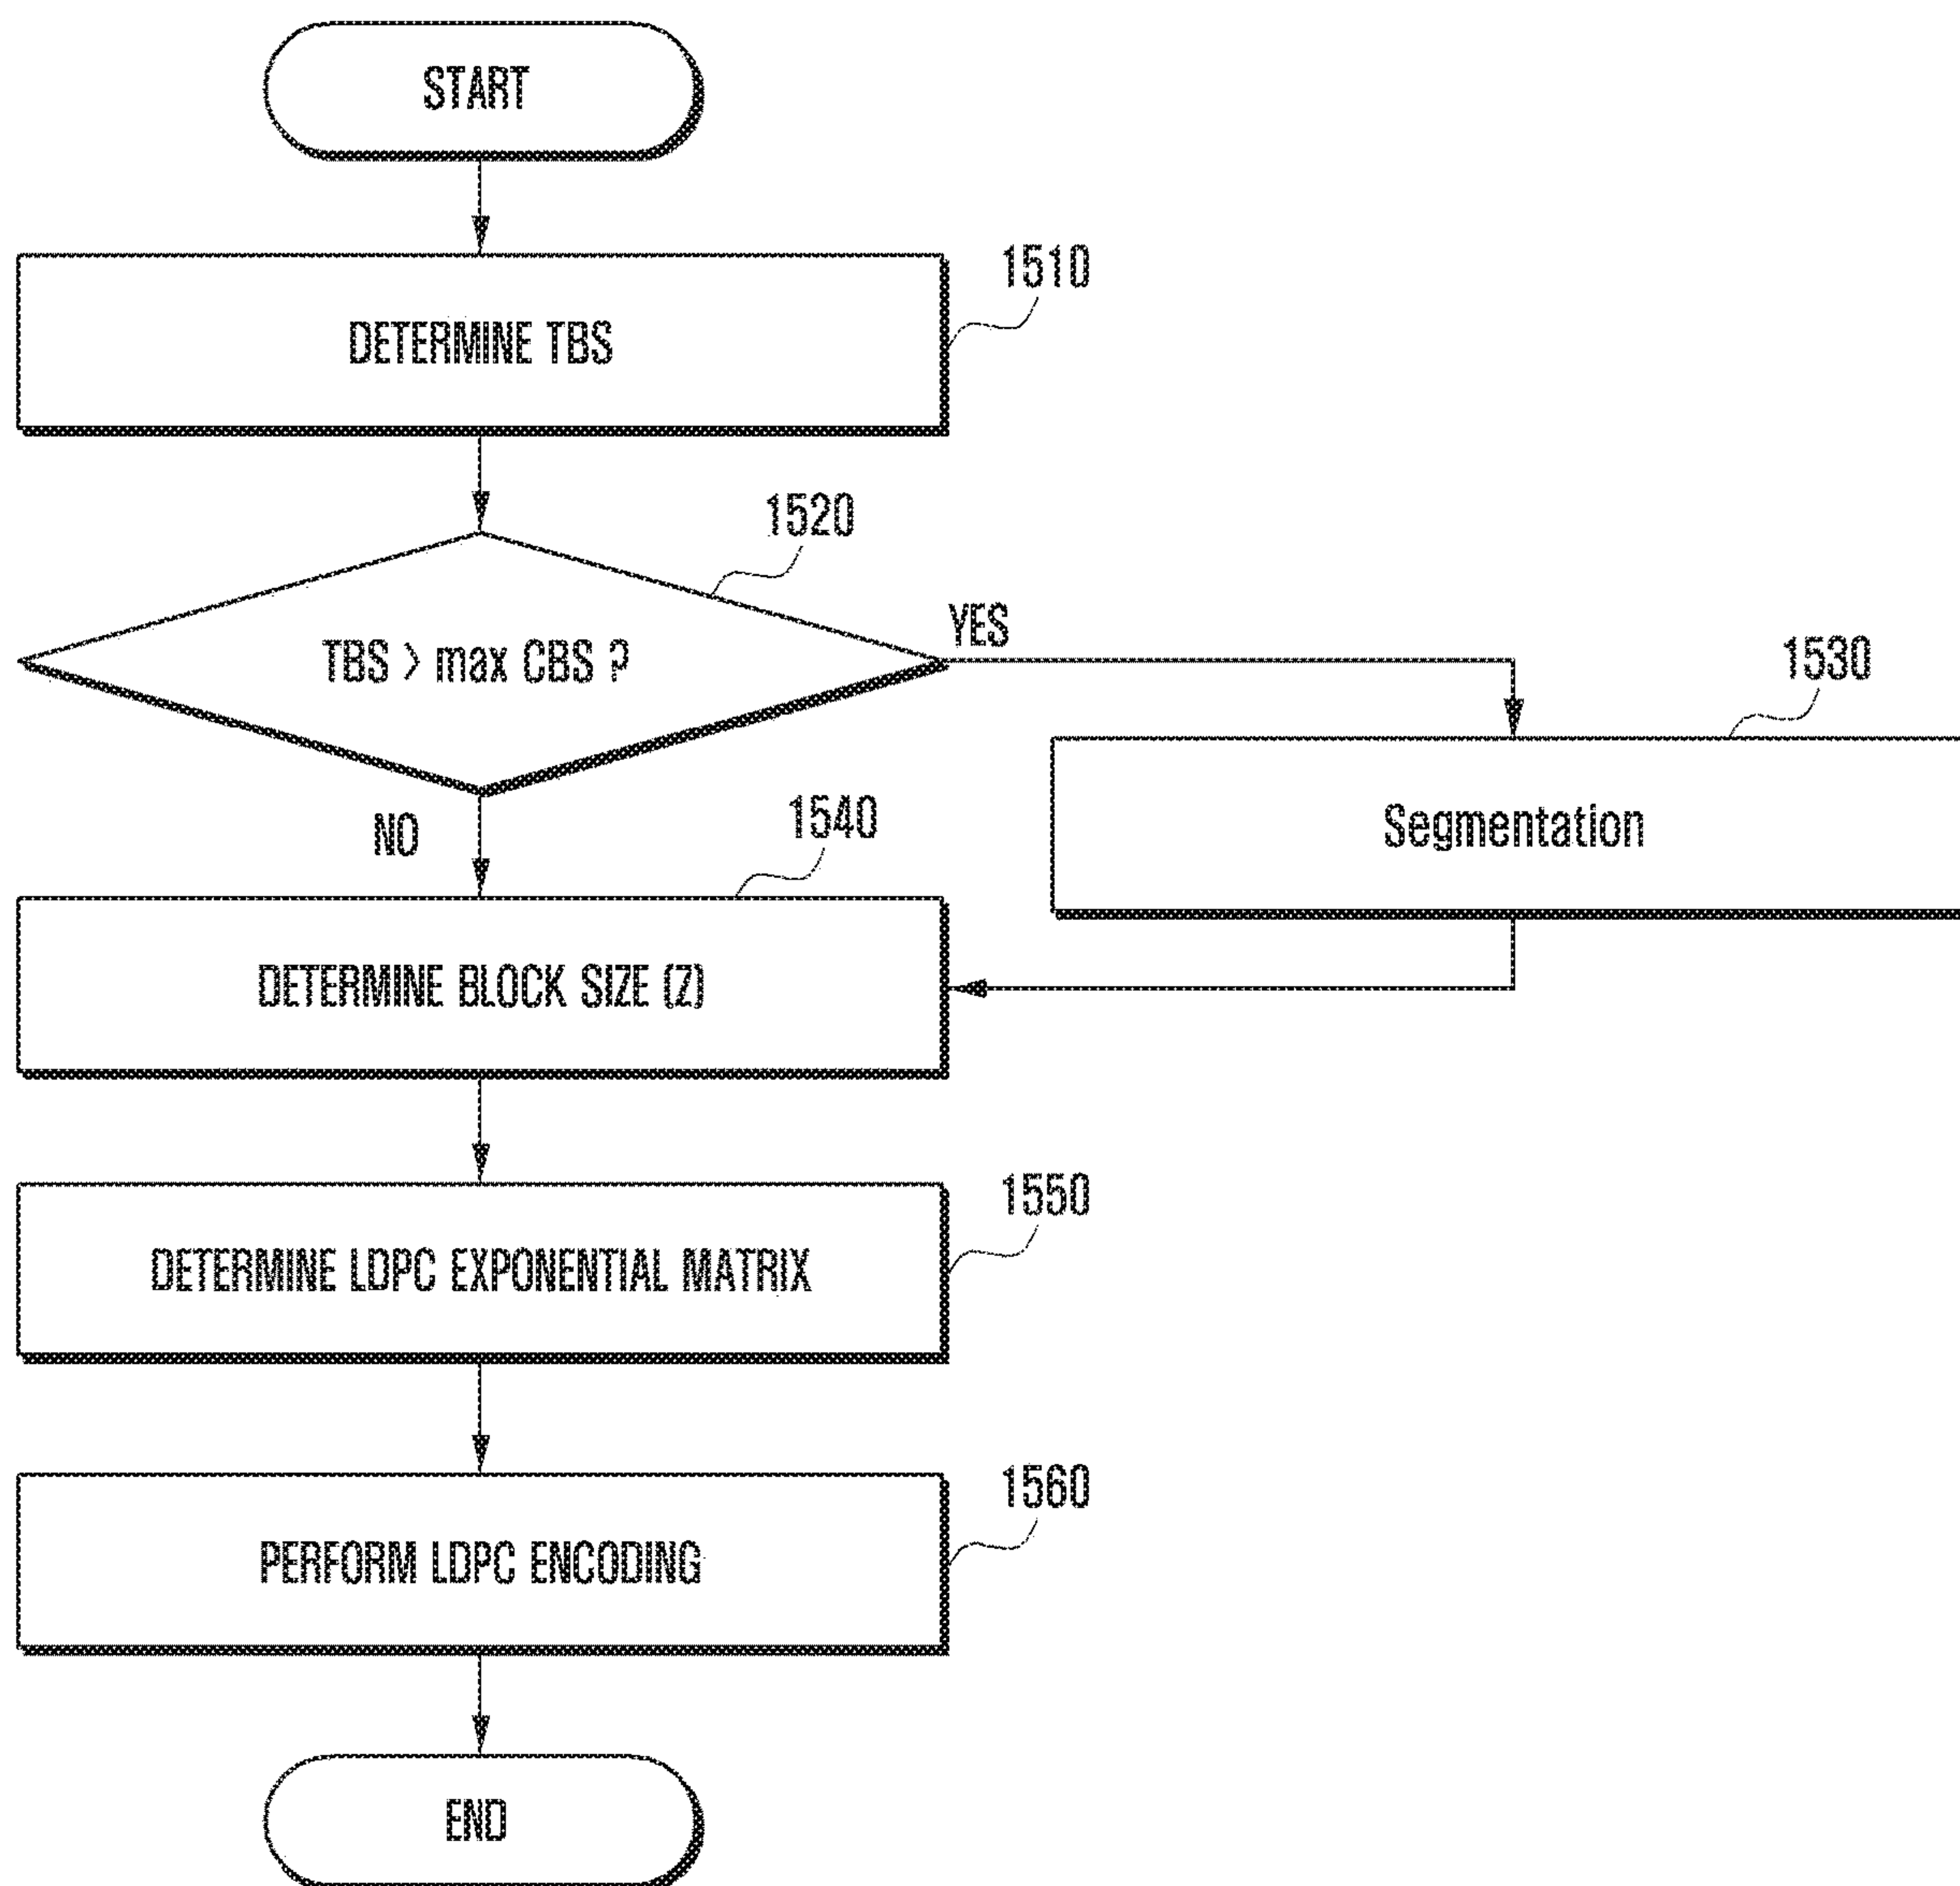 START
1510
DETERMINE TBS
1520
TBS > max CBS ?
YES
1530
Segmentation
NO
1540
DETERMINE BLOCK SIZE (Z)
1550
DETERMINE LDPC EXPONENTIAL MATRIX
1560
PERFORM LDPC ENCODING
END